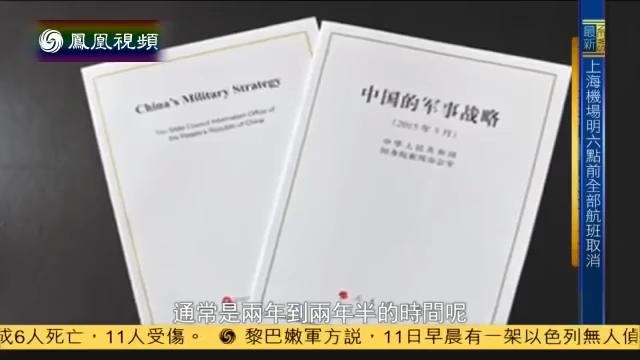 鳳凰視頻
China's Military Strategy
The State Council Information Office of
the People's Republic of China
中国的军事战略
(2015年5月)
中华人民共和国
国务院新闻办公室
最新
上海機場明六點前全部航班取消
通常是兩年到兩年半的時間呢
成6人死亡，11人受傷。 黎巴嫩軍方說，11日早晨有一架以色列無人偵